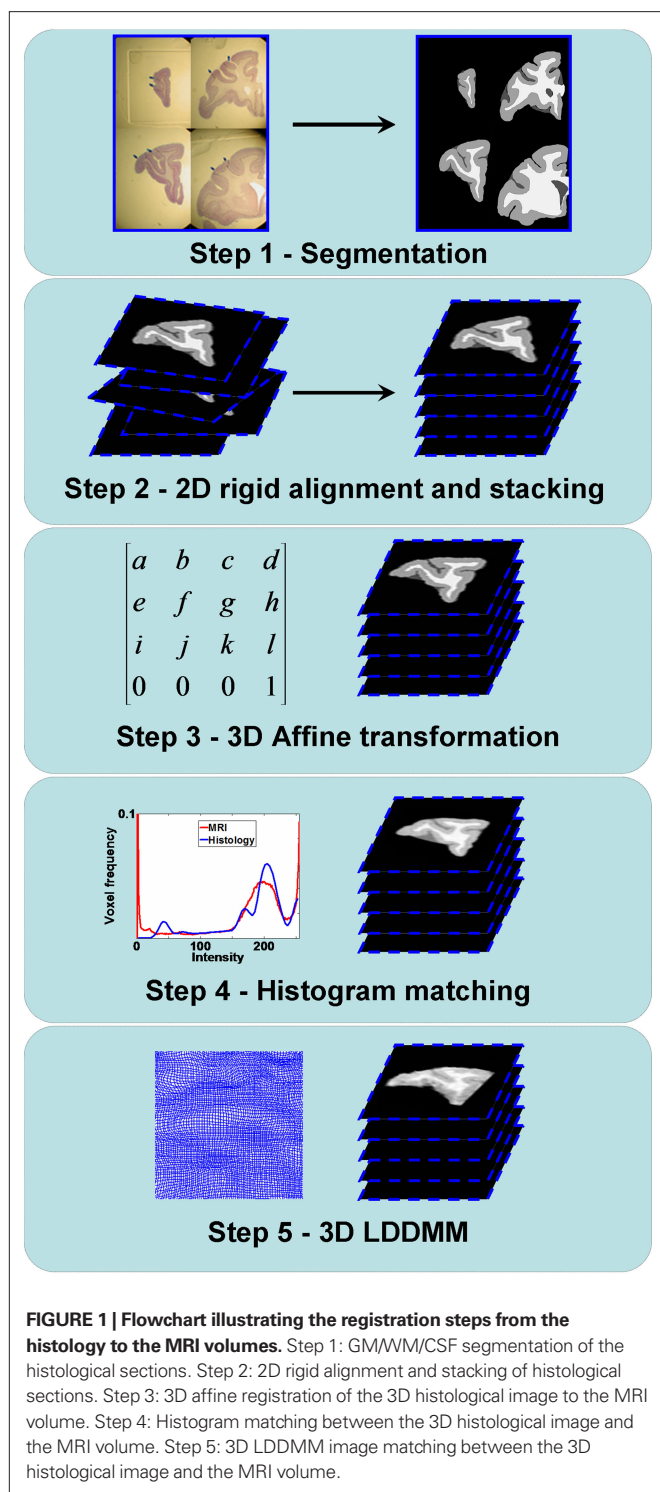 Step 1 - Segmentation
Step 2 - 2D rigid alignment and stacking
a b c d
e f g h
i j k l
0 0 0 1
Step 3 - 3D Affine transformation
0.1
Voxel frequency
MRI
Histology
0 100 200
Intensity
Step 4 - Histogram matching
Step 5 - 3D LDDMM
FIGURE 1 | Flowchart illustrating the registration steps from the
histology to the MRI volumes. Step 1: GM/WM/CSF segmentation of the
histological sections. Step 2: 2D rigid alignment and stacking of histological
sections. Step 3: 3D affine registration of the 3D histological image to the MRI
volume. Step 4: Histogram matching between the 3D histological image and
the MRI volume. Step 5: 3D LDDMM image matching between the 3D
histological image and the MRI volume.